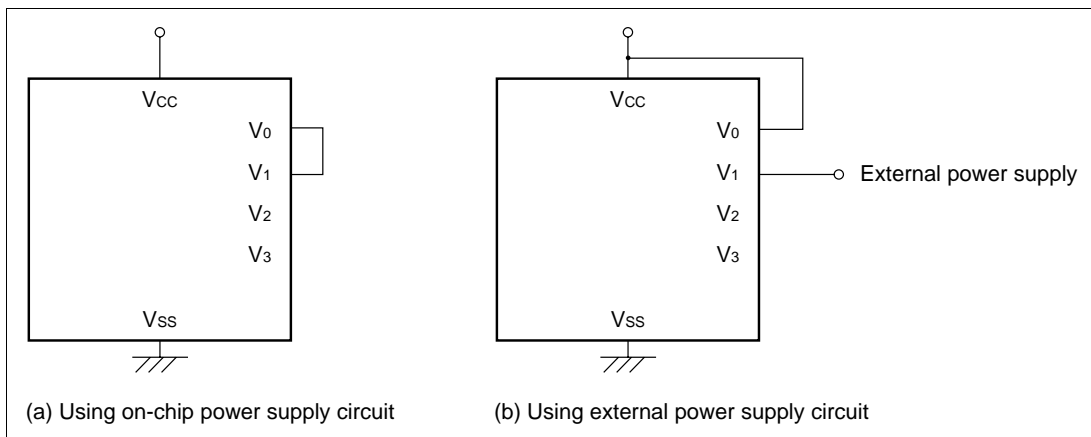 VCC
V0
V1
V2
V3
VSS
(a) Using on-chip power supply circuit
VCC
V0
V1
External power supply
V2
V3
VSS
(b) Using external power supply circuit